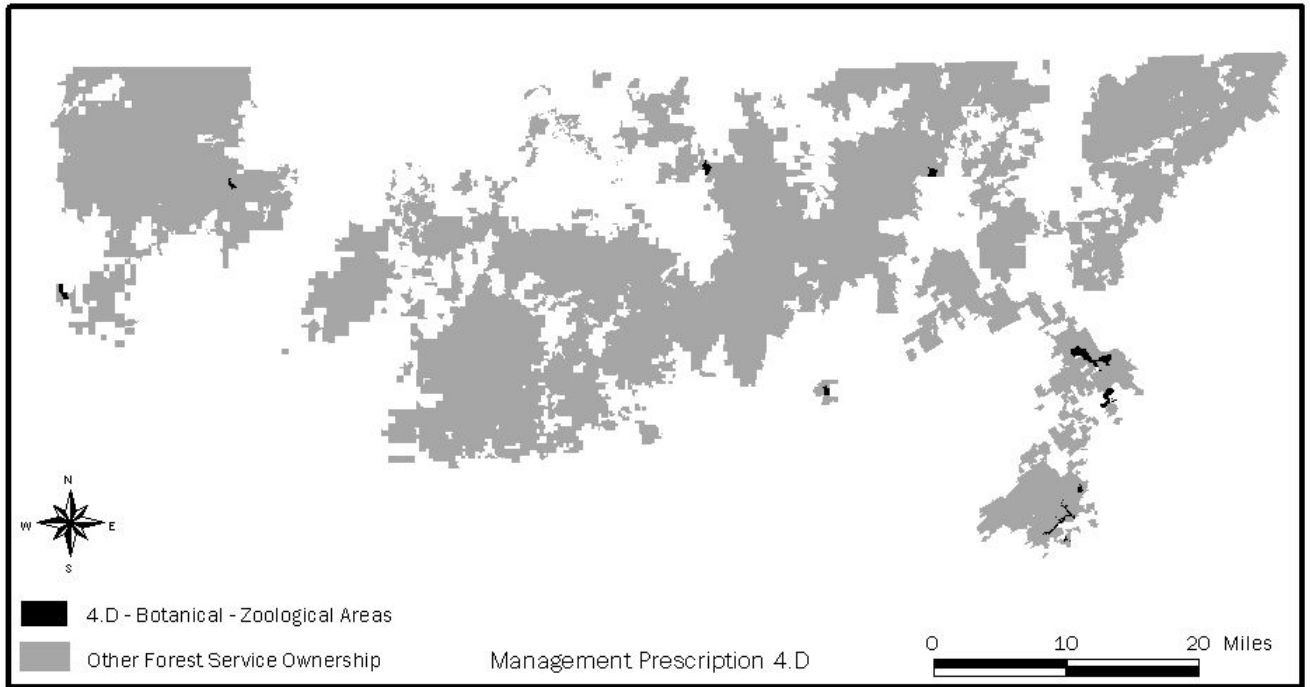 N
W E
S
4.D - Botanical - Zoological Areas
Other Forest Service Ownership
Management Prescription 4.D
0 10 20 Miles